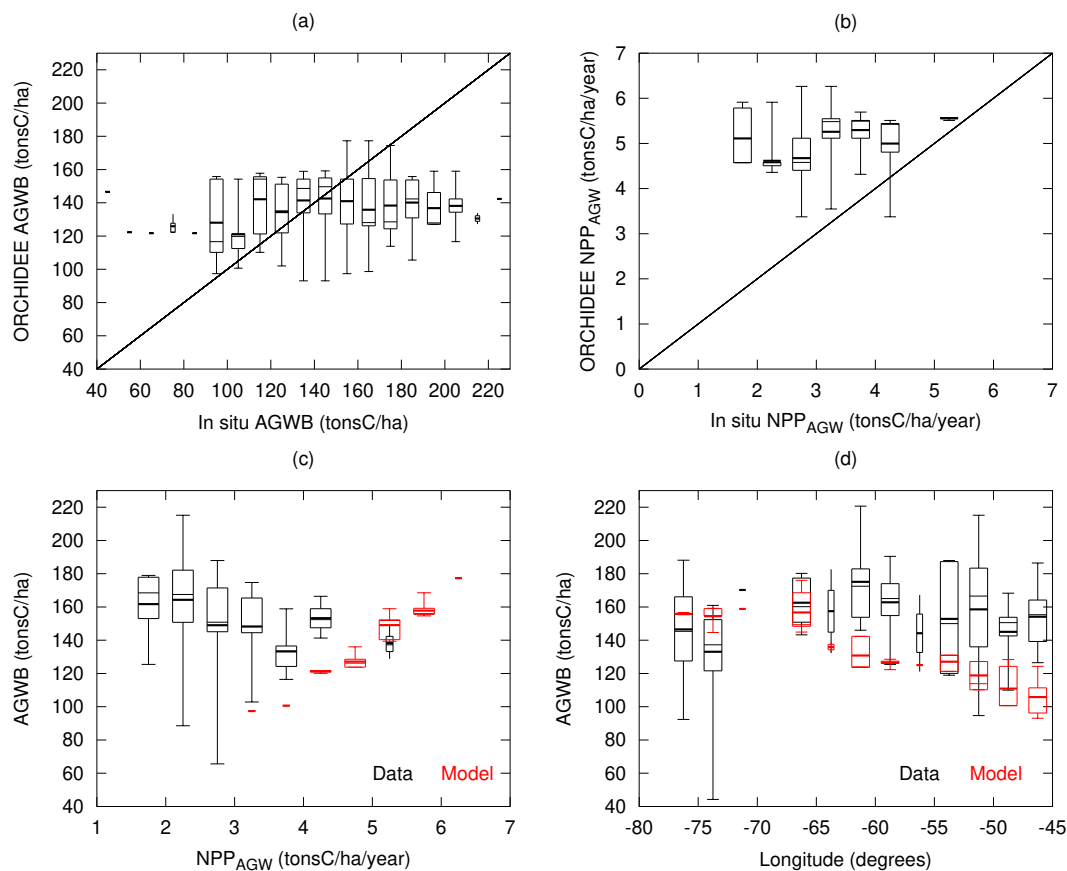 (a)
ORCHIDEE AGWB (tonsC/ha)
220
200
180
160
140
120
100
80
60
40
40 60 80 100 120 140 160 180 200 220
In situ AGWB (tonsC/ha)
(b)
ORCHIDEE NPP_AGW (tonsC/ha/year)
7
6
5
4
3
2
1
0
0 1 2 3 4 5 6 7
In situ NPP_AGW (tonsC/ha/year)
(c)
AGWB (tonsC/ha)
220
200
180
160
140
120
100
80
60
40
Data Model
1 2 3 4 5 6 7
NPP_AGW (tonsC/ha/year)
(d)
AGWB (tonsC/ha)
220
200
180
160
140
120
100
80
60
40
Data Model
-80 -75 -70 -65 -60 -55 -50 -45
Longitude (degrees)